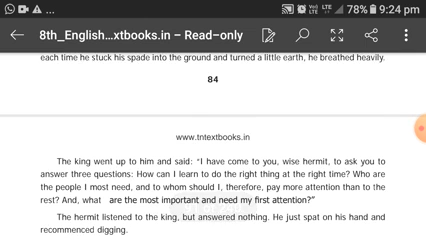 78% 9:24 pm
8th_English...xtbooks.in – Read–only
each time he stuck his spade into the ground and turned a little earth, he breathed heavily.
84
www.tntextbooks.in
The king went up to him and said: "I have come to you, wise hermit, to ask you to
answer three questions: How can I learn to do the right thing at the right time? Who are
the people I most need, and to whom should I, therefore, pay more attention than to the
rest? And, what are the most important and need my first attention?"
The hermit listened to the king, but answered nothing. He just spat on his hand and
recommenced digging.